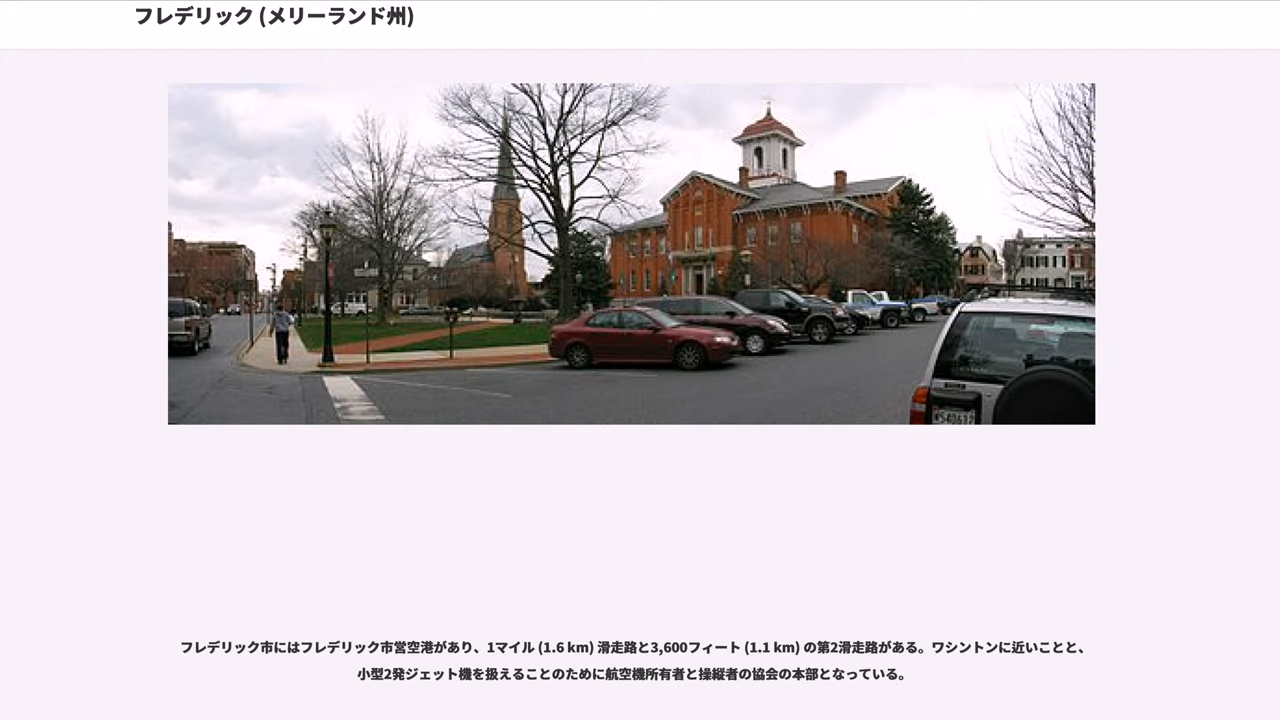 フレデリック (メリーランド州)
フレデリック市にはフレデリック市営空港があり、1マイル (1.6 km) 滑走路と3,600フィート (1.1 km) の第2滑走路がある。ワシントンに近いことと、
小型2発ジェット機を扱えることのために航空機所有者と操縦者の協会の本部となっている。